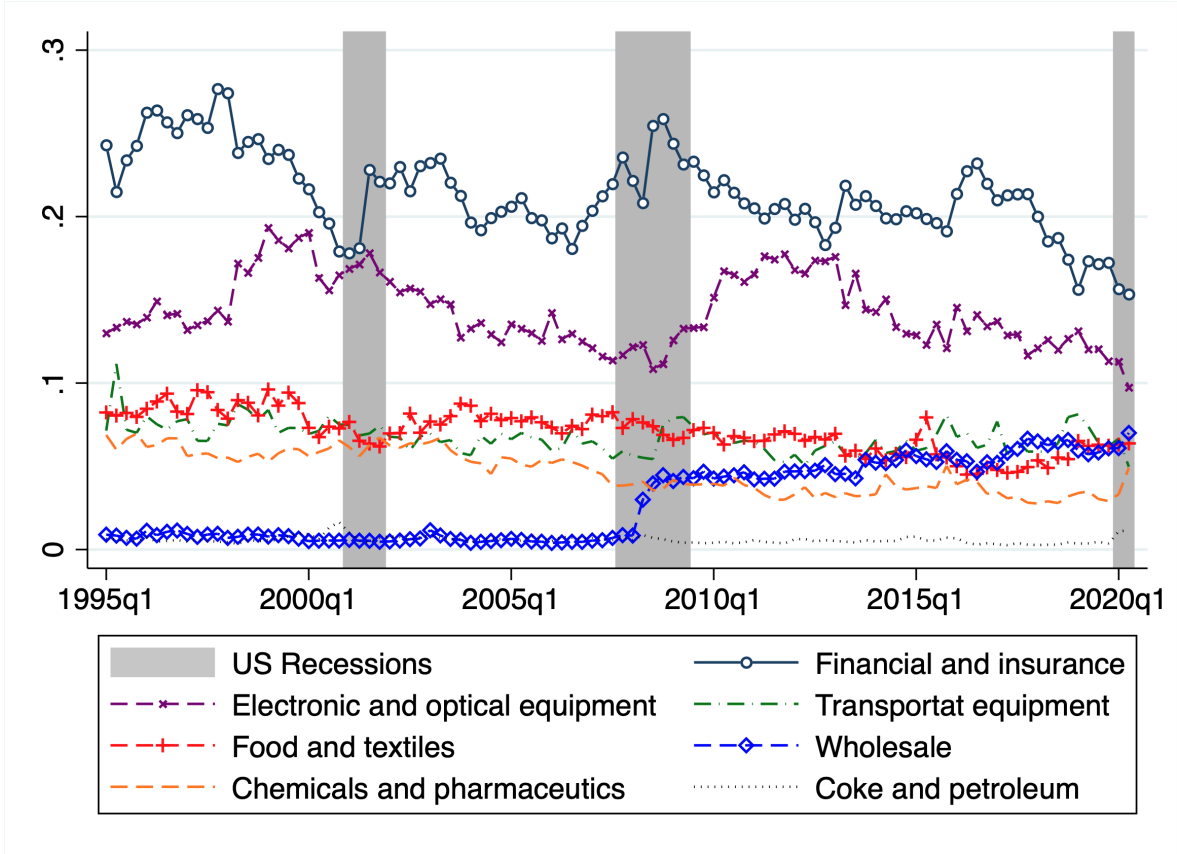 .3
.2
.1
0
1995q1 2000q1 2005q1 2010q1 2015q1 2020q1
US Recessions Financial and insurance
Electronic and optical equipment Transportat equipment
Food and textiles Wholesale
Chemicals and pharmaceutics Coke and petroleum